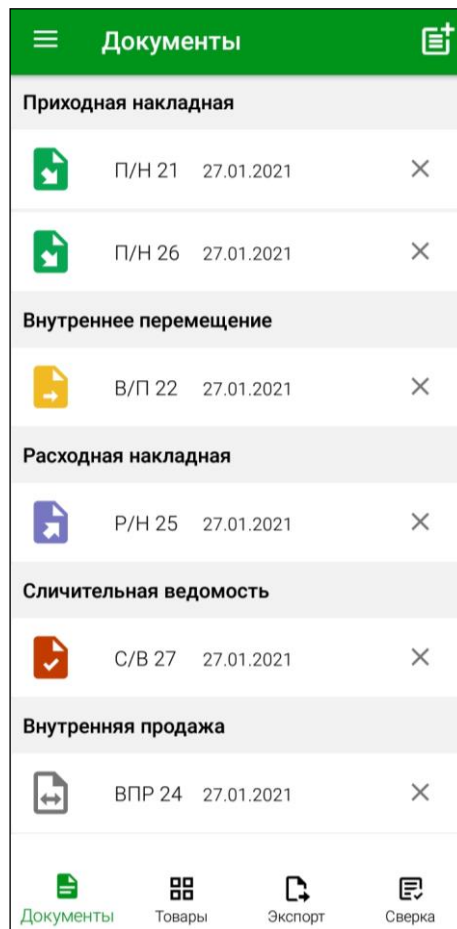 Документы
Приходная накладная
П/Н 21 27.01.2021
П/Н 26 27.01.2021
Внутреннее перемещение
В/П 22 27.01.2021
Расходная накладная
Р/Н 25 27.01.2021
Сличительная ведомость
С/В 27 27.01.2021
Внутренняя продажа
ВПР 24 27.01.2021
Документы Товары Экспорт Сверка